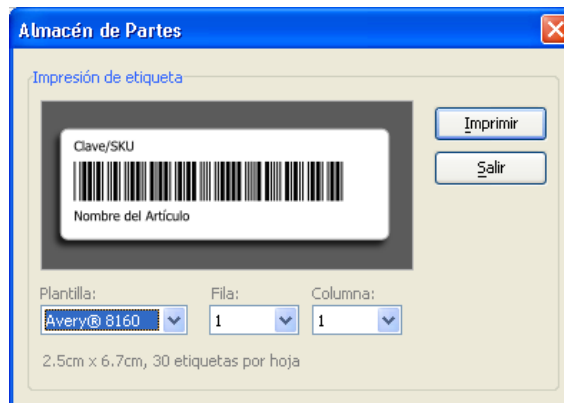 Almacén de Partes
Impresión de etiqueta
Clave/SKU
Nombre del Artículo
Imprimir
Salir
Plantilla: Fila: Columna:
Avery® 8160 1 1
2.5cm x 6.7cm, 30 etiquetas por hoja